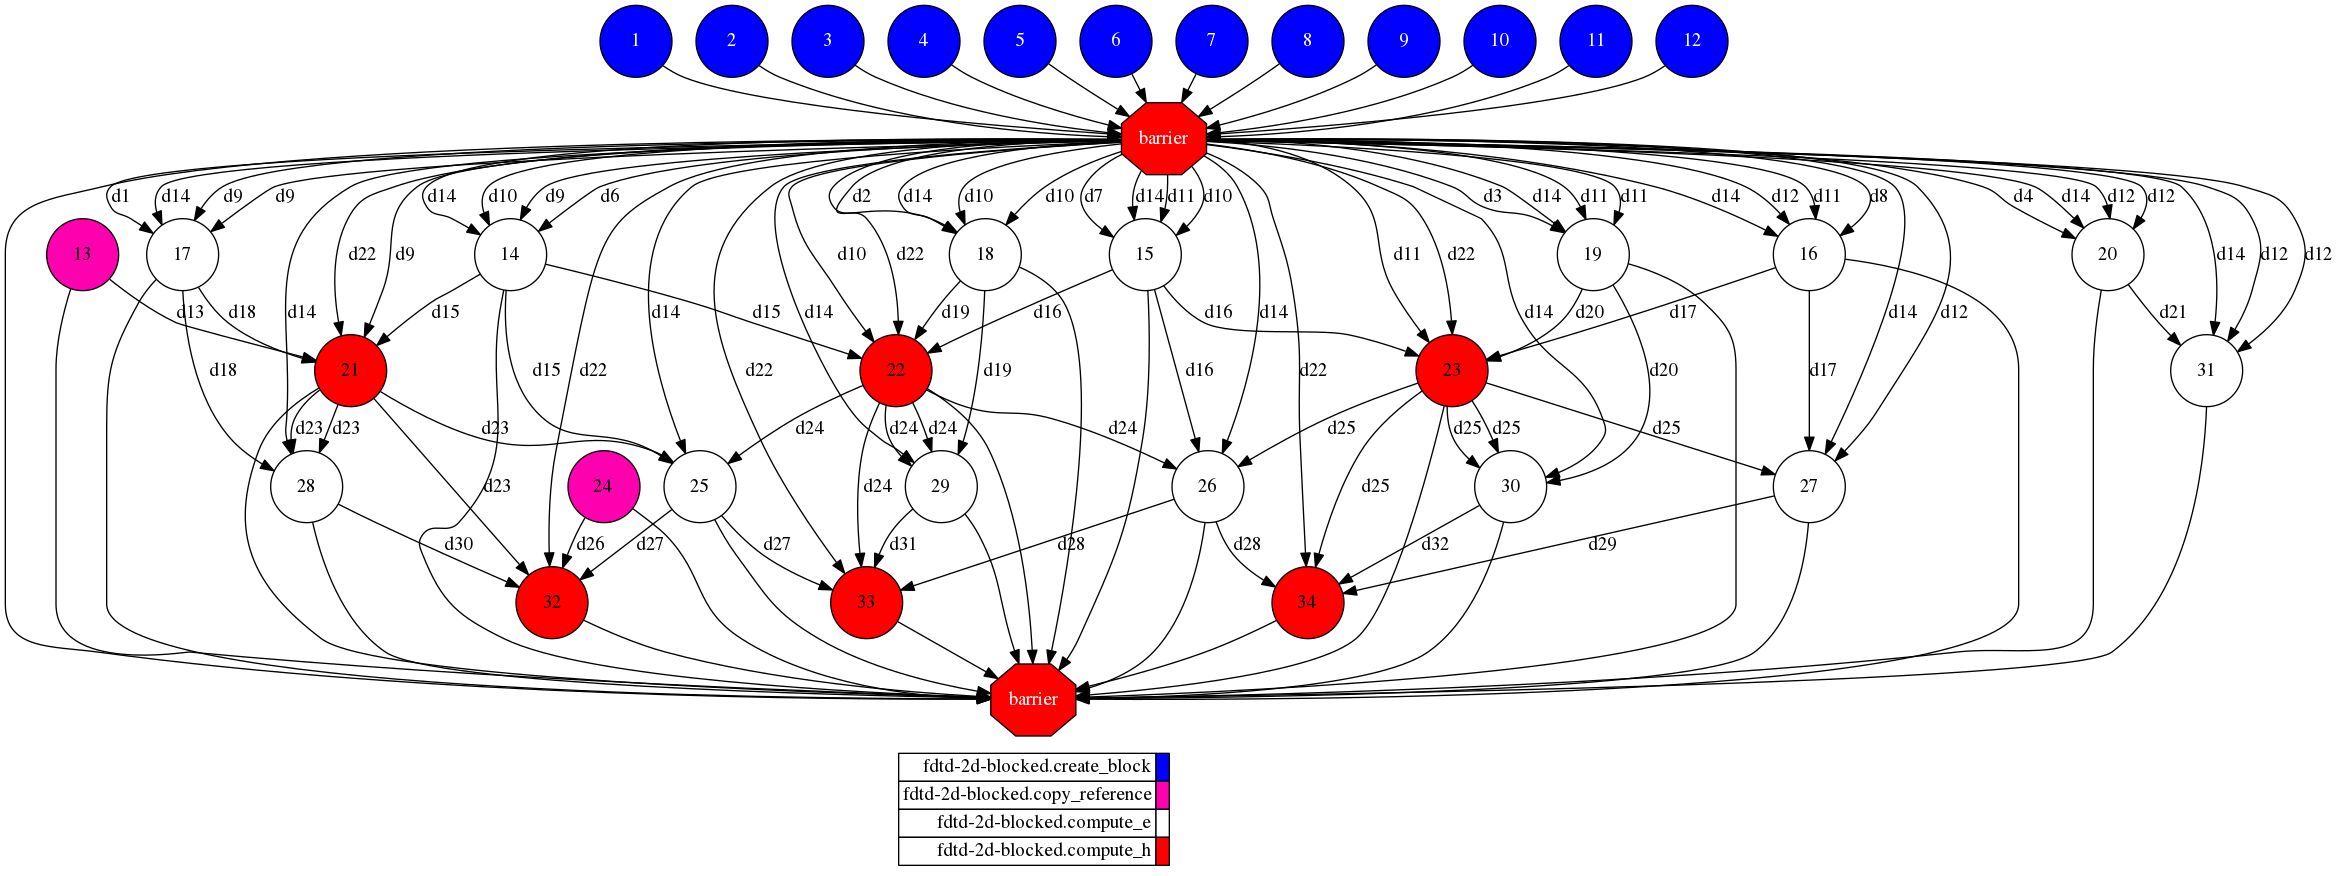 1 2 3 4 5 6 7 8 9 10 11 12
barrier
d1 d14 d9 d9 d14 d10 d9 d6 d2 d14 d10 d10 d7 d14 d11 d10 d3 d14 d11 d11 d14 d12 d11 d8 d4 d14 d12 d12
13 17 14 18 15 19 16 20
d22 d9 d10 d22 d11 d22 d14 d12 d12
d13 d18 d14 d15 d22 d14 d22 d15 d14 d19 d16 d16 d14 d22 d14 d20 d17 d14 d12 d21
21 22 23 31
d18 d15 d19 d16 d20 d17
d23 d23 d23 d24 d24 d24 d24 d25 d25 d25 d25
28 24 25 29 26 30 27
d23 d24 d25
d30 d26 d27 d27 d31 d28 d28 d32 d29
32 33 34
barrier
fdtd-2d-blocked.create_block
fdtd-2d-blocked.copy_reference
fdtd-2d-blocked.compute_e
fdtd-2d-blocked.compute_h